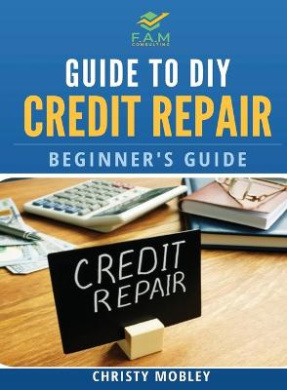 F.A.M
CONSULTING
GUIDE TO DIY
CREDIT REPAIR
BEGINNER'S GUIDE
CREDIT
REPAIR
CHRISTY MOBLEY